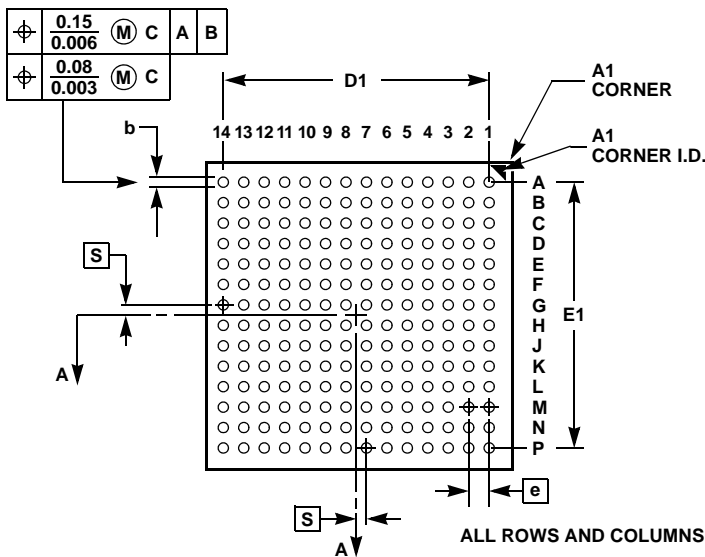 0.15
0.006 Ⓜ C A B
0.08
0.003 Ⓜ C
D1
A1
CORNER
A1
CORNER I.D.
b
14 13 12 11 10 9 8 7 6 5 4 3 2 1
A
B
C
D
E
F
G
H
J
K
L
M
N
P
S
E1
A
e
S
A
ALL ROWS AND COLUMNS